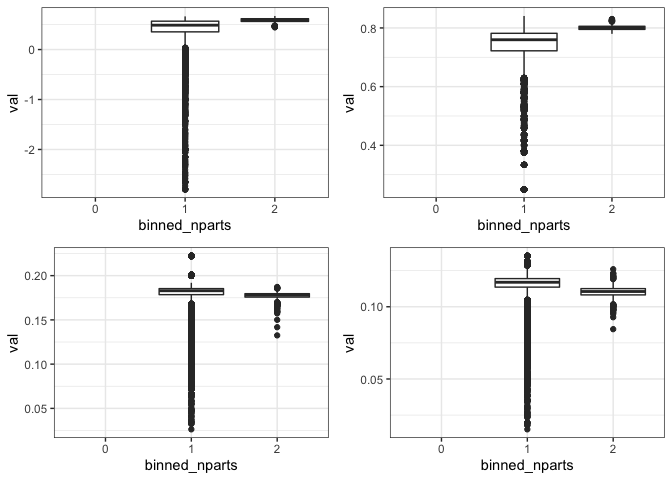 val
0
-1
-2
0 1 2
binned_nparts
val
0.8
0.6
0.4
0 1 2
binned_nparts
val
0.20
0.15
0.10
0.05
0 1 2
binned_nparts
val
0.10
0.05
0 1 2
binned_nparts